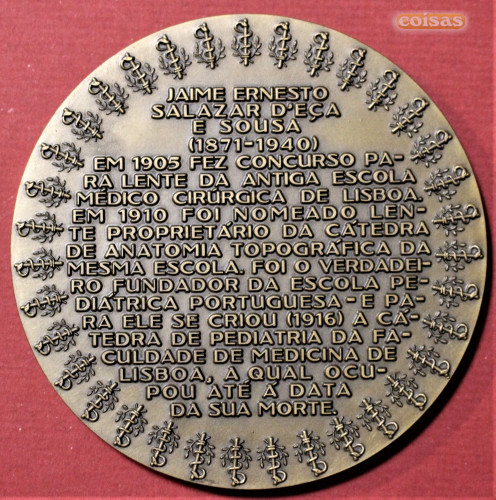 coisas
JAIME ERNESTO
SALAZAR D'EÇA
E SOUSA
(1871-1940)
EM 1905 FEZ CONCURSO PA-
RA LENTE DA ANTIGA ESCOLA
MÉDICO CIRÚRGICA DE LISBOA.
EM 1910 FOI NOMEADO LEN-
TE PROPRIETÁRIO DA CÁTEDRA
DE ANATOMIA TOPOGRÁFICA DA
MESMA ESCOLA. FOI O VERDADEI-
RO FUNDADOR DA ESCOLA PE-
DIÁTRICA PORTUGUESA - E PA-
RA ELE SE CRIOU (1916) A CÁ-
TEDRA DE PEDIATRIA DA FA-
CULDADE DE MEDICINA DE
LISBOA, A QUAL OCU-
POU ATÉ À DATA
DA SUA MORTE.